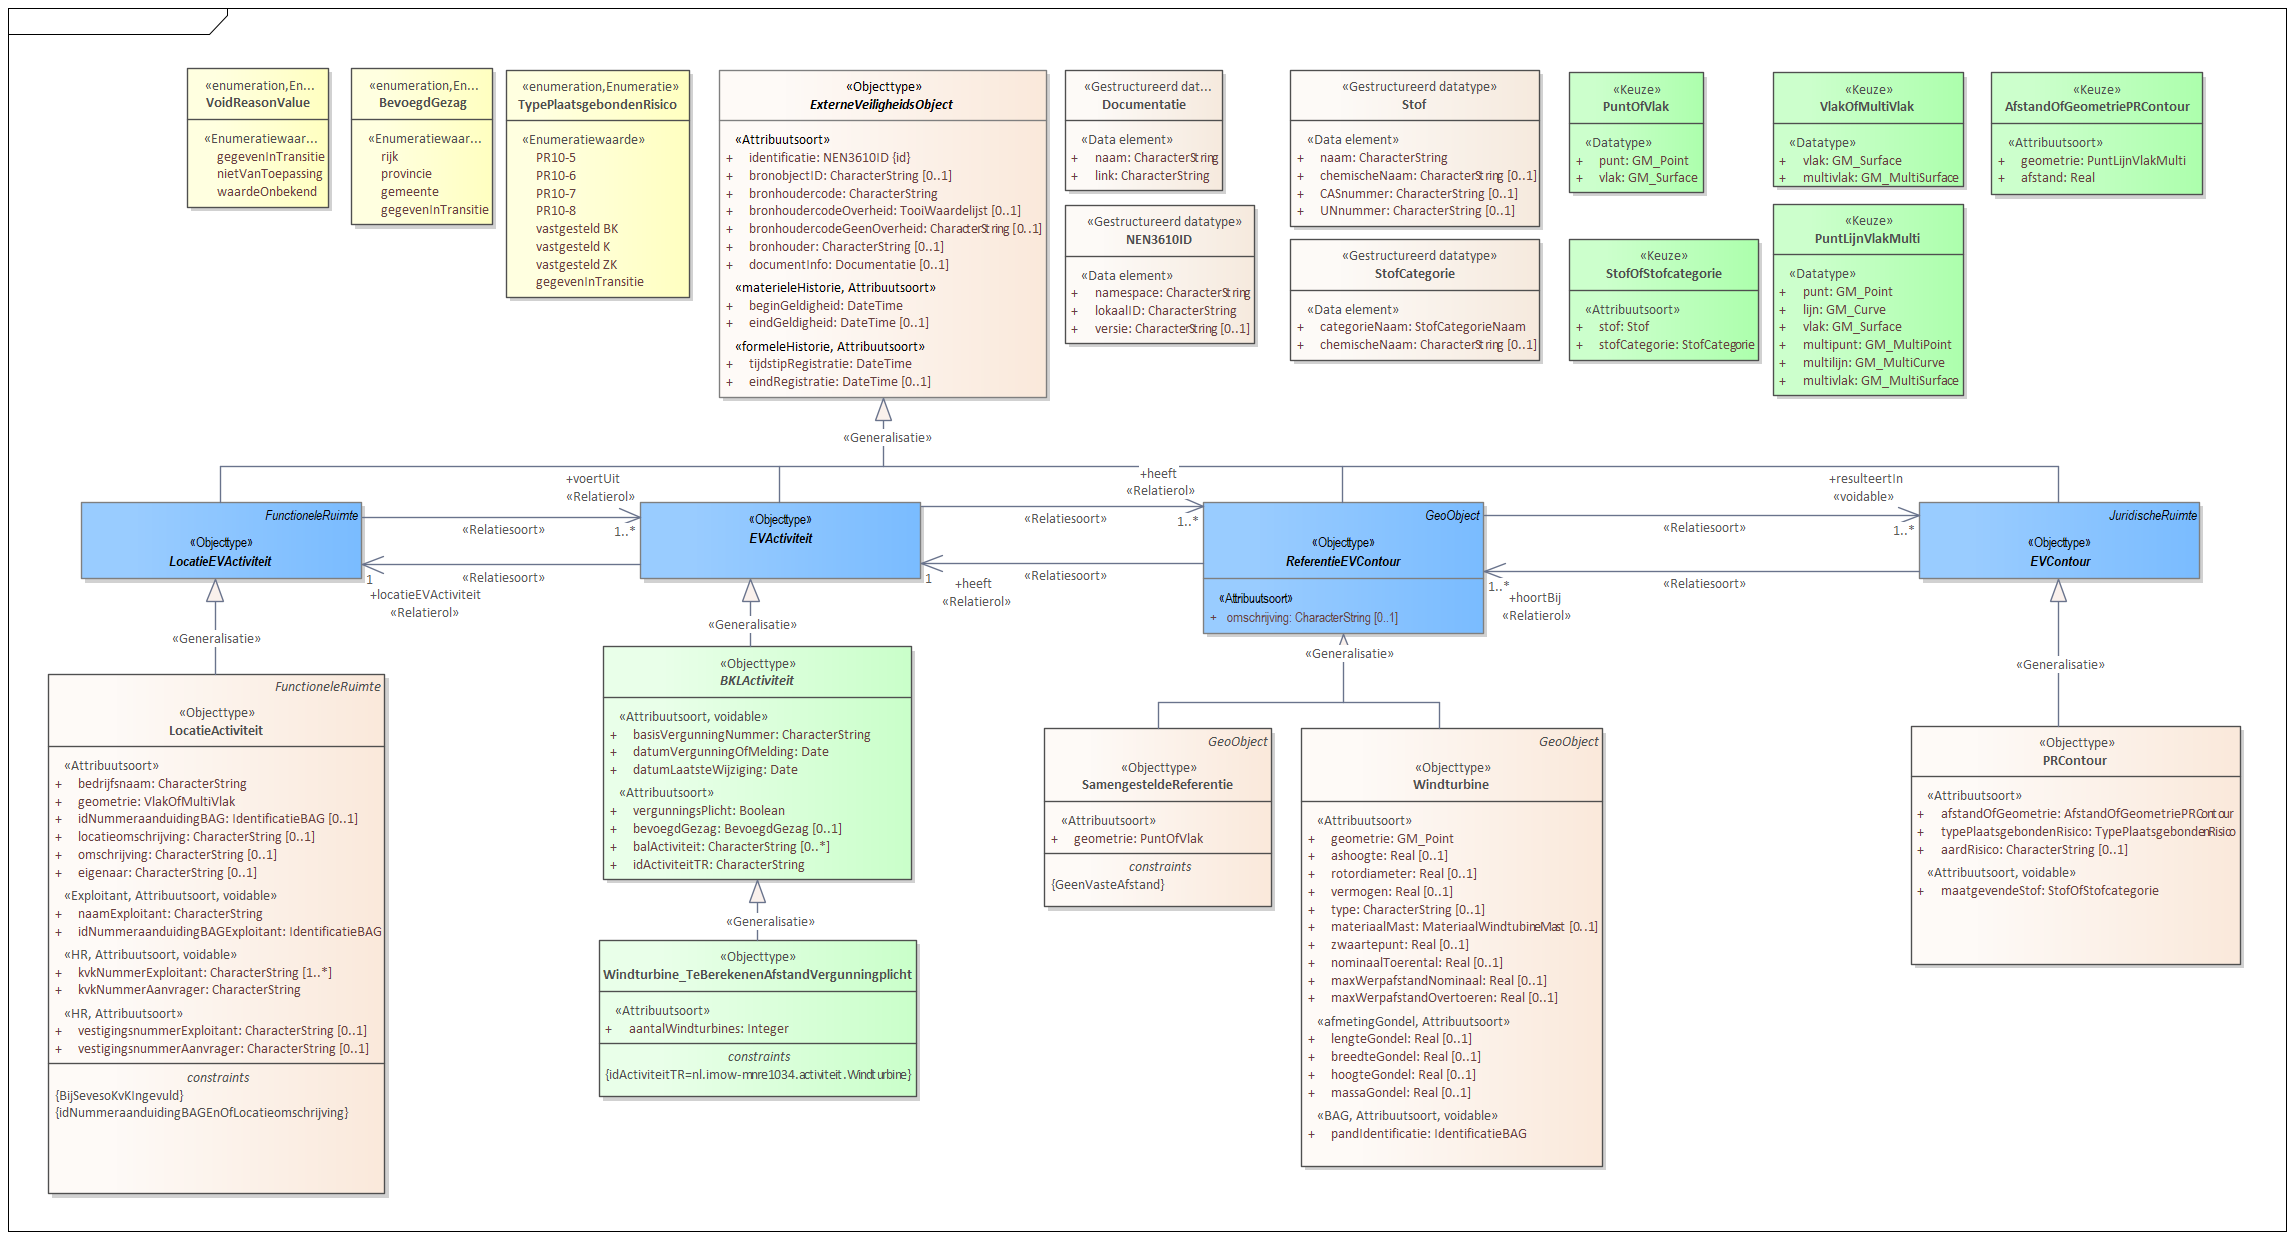 «enumeration,En...
VoidReasonValue
«Enumeratiewaar...
gegevenInTransitie
nietVanToepassing
waardeOnbekend
«enumeration,En...
BevoegdGezag
«Enumeratiewaar...
rijk
provincie
gemeente
gegevenInTransitie
«enumeration,Enumeratie»
TypePlaatsgebondenRisico
«Enumeratiewaarde»
PR10-5
PR10-6
PR10-7
PR10-8
vastgesteld BK
vastgesteld K
vastgesteld ZK
gegevenInTransitie
«Objecttype»
ExterneVeiligheidsObject
«Attribuutsoort»
+ identificatie: NEN3610ID {id}
+ bronobjectID: CharacterString [0..1]
+ bronhoudercode: CharacterString
+ bronhoudercodeOverheid: TooiWaardelijst [0..1]
+ bronhoudercodeGeenOverheid: CharacterString [0..1]
+ bronhouder: CharacterString [0..1]
+ documentInfo: Documentatie [0..1]
«materieleHistorie, Attribuutsoort»
+ beginGeldigheid: DateTime
+ eindGeldigheid: DateTime [0..1]
«formeleHistorie, Attribuutsoort»
+ tijdstipRegistratie: DateTime
+ eindRegistratie: DateTime [0..1]
«Gestructureerd dat...
Documentatie
«Data element»
+ naam: CharacterString
+ link: CharacterString
«Gestructureerd datatype»
NEN3610ID
«Data element»
+ namespace: CharacterString
+ lokaalID: CharacterString
+ versie: CharacterString [0..1]
«Gestructureerd datatype»
Stof
«Data element»
+ naam: CharacterString
+ chemischeNaam: CharacterString [0..1]
+ CASnummer: CharacterString [0..1]
+ UNnummer: CharacterString [0..1]
«Gestructureerd datatype»
StofCategorie
«Data element»
+ categorieNaam: StofCategorieNaam
+ chemischeNaam: CharacterString [0..1]
«Keuze»
PuntOfVlak
«Datatype»
+ punt: GM_Point
+ vlak: GM_Surface
«Keuze»
StofOfStofcategorie
«Attribuutsoort»
+ stof: Stof
+ stofCategorie: StofCategorie
«Keuze»
VlakOfMultiVlak
«Datatype»
+ vlak: GM_Surface
+ multivlak: GM_MultiSurface
«Keuze»
PuntLijnVlakMulti
«Datatype»
+ punt: GM_Point
+ lijn: GM_Curve
+ vlak: GM_Surface
+ multipunt: GM_MultiPoint
+ multilijn: GM_MultiCurve
+ multivlak: GM_MultiSurface
«Keuze»
AfstandOfGeometriePRContour
«Attribuutsoort»
+ geometrie: PuntLijnVlakMulti
+ afstand: Real
«Generalisatie»
FunctioneleRuimte
«Objecttype»
LocatieEVActiviteit
+voertUit
«Relatierol»
«Relatiesoort»
1..*
«Relatiesoort»
1
+locatieEVActiviteit
«Relatierol»
«Objecttype»
EVActiviteit
+heeft
«Relatierol»
«Relatiesoort»
1..*
«Relatiesoort»
1
+heeft
«Relatierol»
GeoObject
«Objecttype»
ReferentieEVContour
«Attribuutsoort»
+ omschrijving: CharacterString [0..1]
+resulteertIn
«voidable»
«Relatiesoort»
1..*
«Relatiesoort»
1..*
+hoortBij
«Relatierol»
JuridischeRuimte
«Objecttype»
EVContour
«Generalisatie»
«Generalisatie»
«Generalisatie»
«Generalisatie»
FunctioneleRuimte
«Objecttype»
LocatieActiviteit
«Attribuutsoort»
+ bedrijfsnaam: CharacterString
+ geometrie: VlakOfMultiVlak
+ idNummeraanduidingBAG: IdentificatieBAG [0..1]
+ locatieomschrijving: CharacterString [0..1]
+ omschrijving: CharacterString [0..1]
+ eigenaar: CharacterString [0..1]
«Exploitant, Attribuutsoort, voidable»
+ naamExploitant: CharacterString
+ idNummeraanduidingBAGExploitant: IdentificatieBAG
«HR, Attribuutsoort, voidable»
+ kvkNummerExploitant: CharacterString [1..*]
+ kvkNummerAanvrager: CharacterString
«HR, Attribuutsoort»
+ vestigingsnummerExploitant: CharacterString [0..1]
+ vestigingsnummerAanvrager: CharacterString [0..1]
constraints
{BijSevesoKvKIngevuld}
{idNummeraanduidingBAGEnOfLocatieomschrijving}
«Objecttype»
BKLActiviteit
«Attribuutsoort, voidable»
+ basisVergunningNummer: CharacterString
+ datumVergunningOfMelding: Date
+ datumLaatsteWijziging: Date
«Attribuutsoort»
+ vergunningsPlicht: Boolean
+ bevoegdGezag: BevoegdGezag [0..1]
+ balActiviteit: CharacterString [0..*]
+ idActiviteitTR: CharacterString
«Generalisatie»
«Objecttype»
Windturbine_TeBerekenenAfstandVergunningplicht
«Attribuutsoort»
+ aantalWindturbines: Integer
constraints
{idActiviteitTR=nl.imow-mnre1034.activiteit.Windturbine}
GeoObject
«Objecttype»
SamengesteldeReferentie
«Attribuutsoort»
+ geometrie: PuntOfVlak
constraints
{GeenVasteAfstand}
GeoObject
«Objecttype»
Windturbine
«Attribuutsoort»
+ geometrie: GM_Point
+ ashoogte: Real [0..1]
+ rotordiameter: Real [0..1]
+ vermogen: Real [0..1]
+ type: CharacterString [0..1]
+ materiaalMast: MateriaalWindtubineMast [0..1]
+ zwaartepunt: Real [0..1]
+ nominaalToerental: Real [0..1]
+ maxWerpafstandNominaal: Real [0..1]
+ maxWerpafstandOvertoeren: Real [0..1]
«afmetingGondel, Attribuutsoort»
+ lengteGondel: Real [0..1]
+ breedteGondel: Real [0..1]
+ hoogteGondel: Real [0..1]
+ massaGondel: Real [0..1]
«BAG, Attribuutsoort, voidable»
+ pandIdentificatie: IdentificatieBAG
«Objecttype»
PRContour
«Attribuutsoort»
+ afstandOfGeometrie: AfstandOfGeometriePRContour
+ typePlaatsgebondenRisico: TypePlaatsgebondenRisico
+ aardRisico: CharacterString [0..1]
«Attribuutsoort, voidable»
+ maatgevendeStof: StofOfStofcategorie